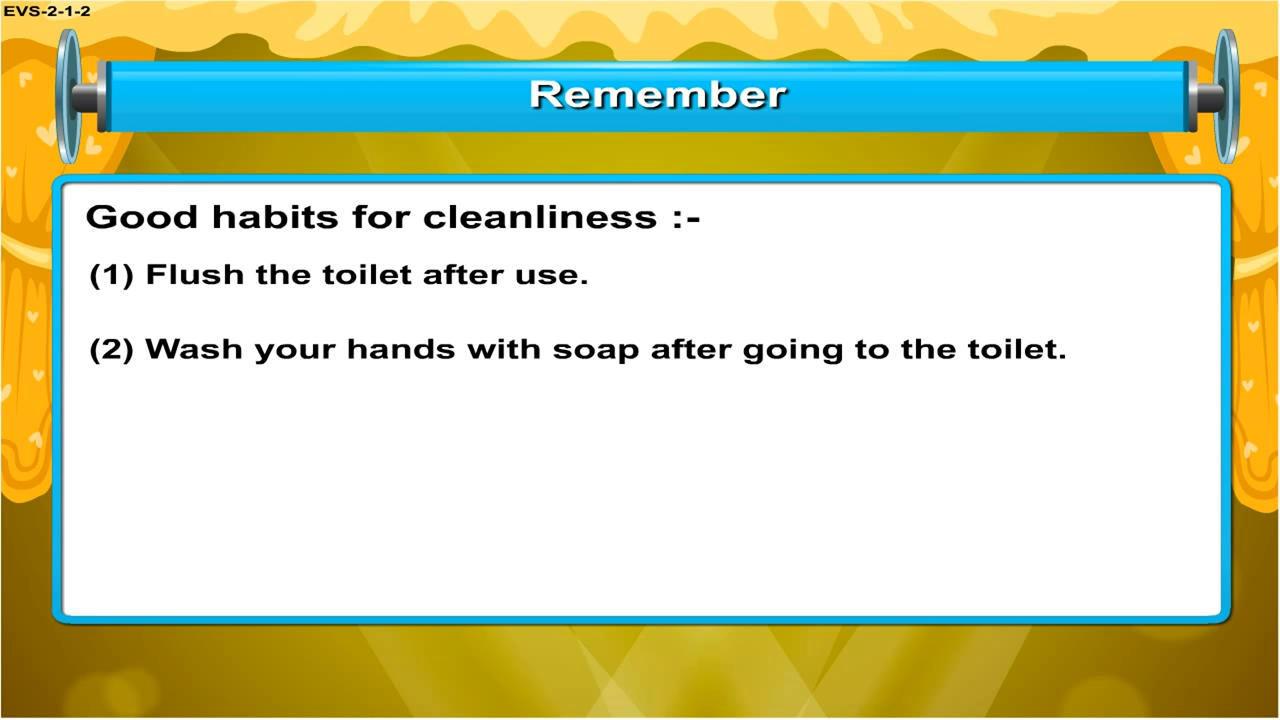 EVS-2-1-2
Remember
Good habits for cleanliness :-
(1) Flush the toilet after use.
(2) Wash your hands with soap after going to the toilet.